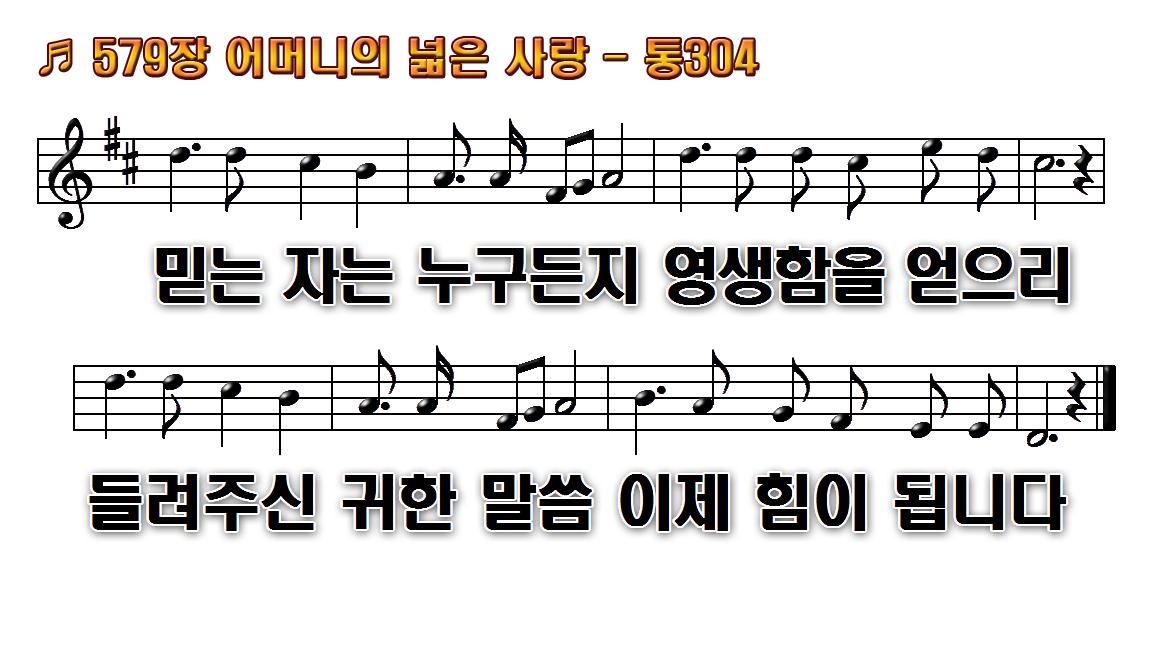 ♬ 579장 어머니의 넓은 사랑 - 통304
믿는 자는 누구든지 영생함을 얻으리
들려주신 귀한 말씀 이제 힘이 됩니다